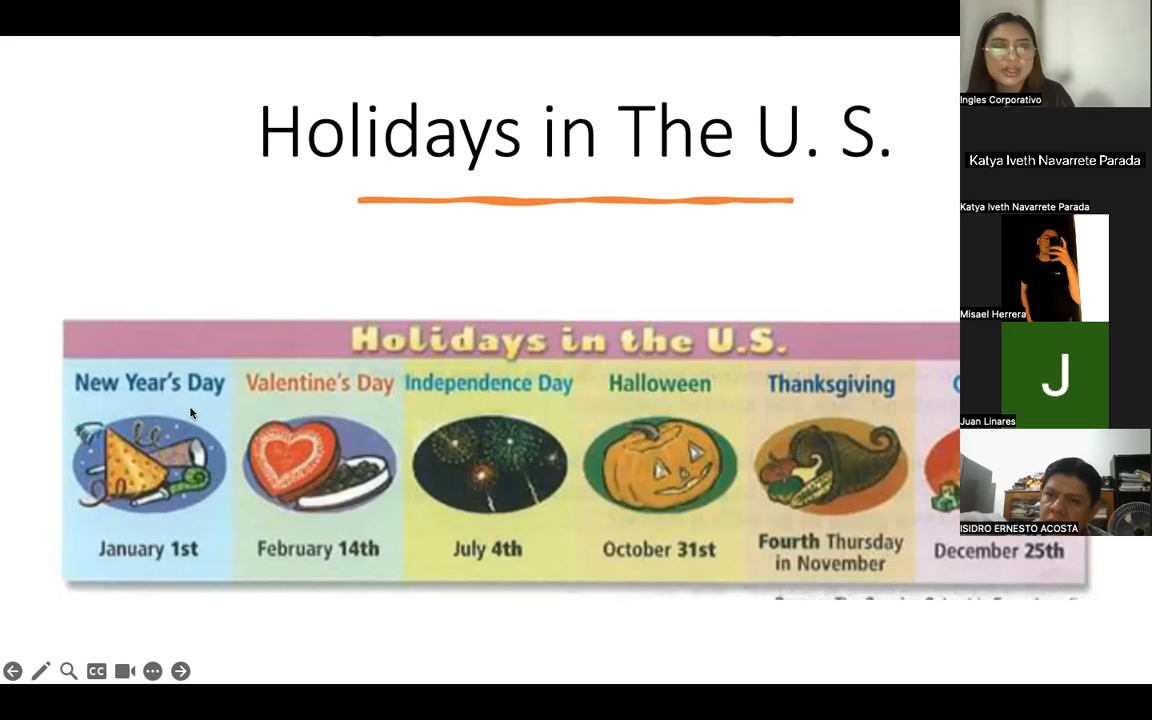 Holidays in The U. S.
Holidays in the U.S.
New Year's Day
Valentine's Day
Independence Day
Halloween
Thanksgiving
January 1st
February 14th
July 4th
October 31st
Fourth Thursday
in November
December 25th
CC
Ingles Corporativo
Katya Iveth Navarrete Parada
Katya Iveth Navarrete Parada
Misael Herrera
J
Juan Linares
ISIDRO ERNESTO ACOSTA